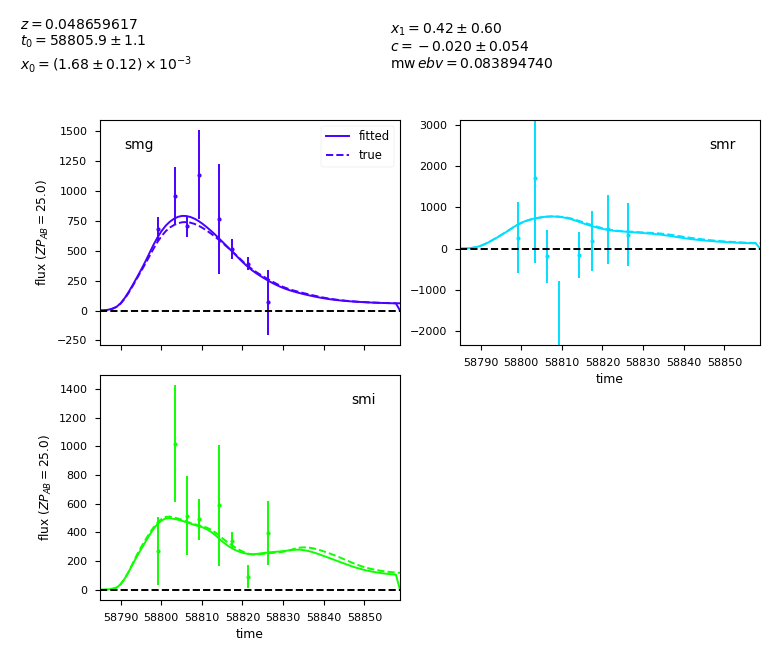 z = 0.048659617
t0 = 58805.9 ± 1.1
x0 = (1.68 ± 0.12) × 10^−3
x1 = 0.42 ± 0.60
c = −0.020 ± 0.054
mw ebv = 0.083894740
smg
fitted
true
1500
1250
1000
750
500
250
0
−250
flux (ZP_AB = 25.0)
smr
3000
2000
1000
0
−1000
−2000
58790 58800 58810 58820 58830 58840 58850
time
smi
1400
1200
1000
800
600
400
200
0
flux (ZP_AB = 25.0)
58790 58800 58810 58820 58830 58840 58850
time